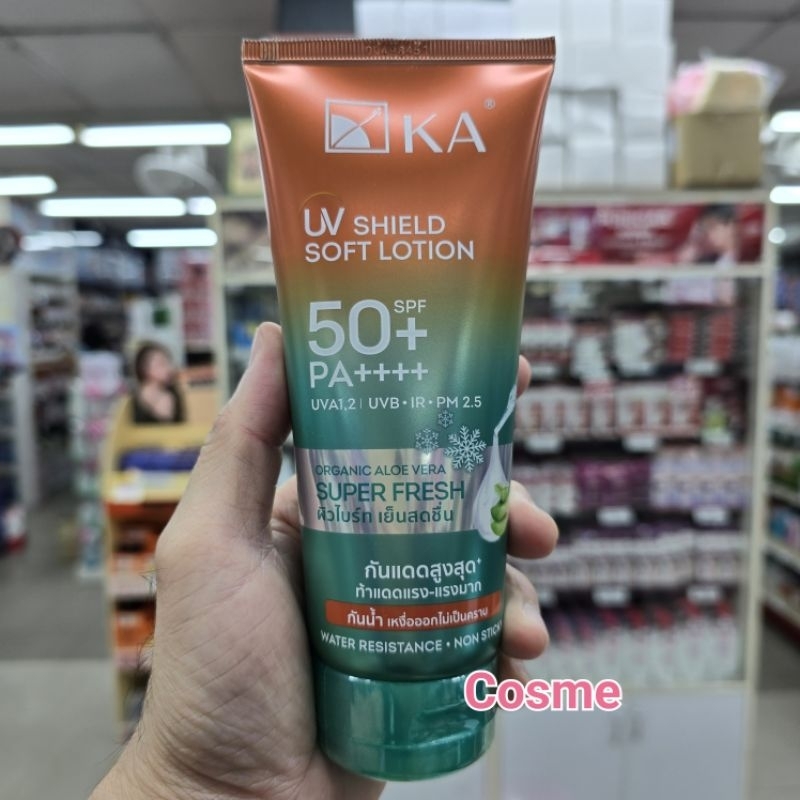 KA®
UV SHIELD
SOFT LOTION
50+ SPF
PA++++
UVA1,2 | UVB • IR • PM 2.5
ORGANIC ALOE VERA
SUPER FRESH
ผิวไบร์ท เย็นสดชื่น
กันแดดสูงสุด⁺
ท้าแดดแรง-แรงมาก
กันน้ำ เหงื่อออกไม่เป็นคราบ
WATER RESISTANCE • NON STICKY
Cosme